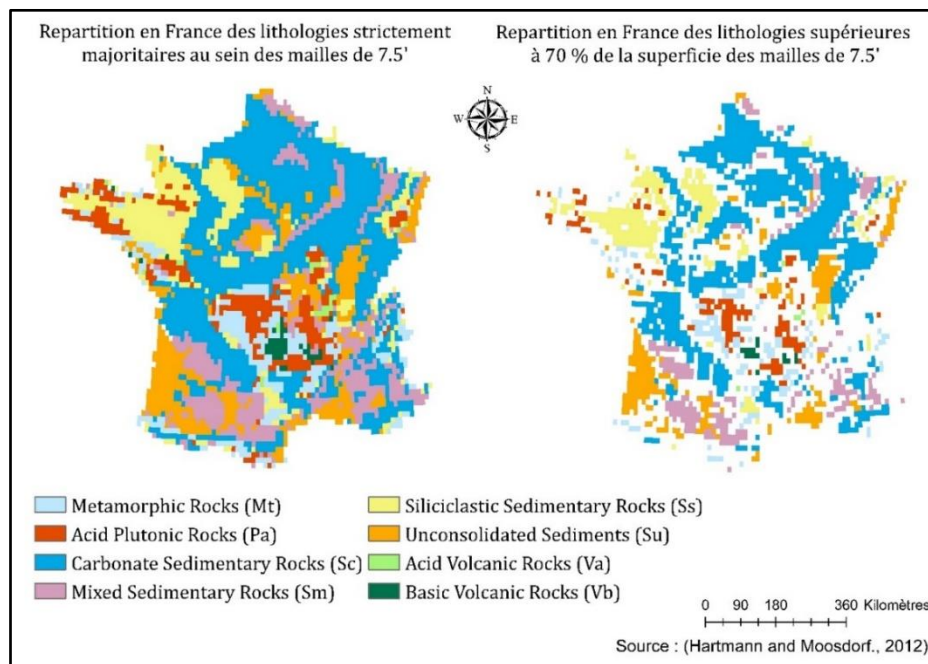 Repartition en France des lithologies strictement
majoritaires au sein des mailles de 7.5'
Repartition en France des lithologies supérieures
à 70 % de la superficie des mailles de 7.5'
N
W E
S
Metamorphic Rocks (Mt)
Acid Plutonic Rocks (Pa)
Carbonate Sedimentary Rocks (Sc)
Mixed Sedimentary Rocks (Sm)
Siliciclastic Sedimentary Rocks (Ss)
Unconsolidated Sediments (Su)
Acid Volcanic Rocks (Va)
Basic Volcanic Rocks (Vb)
0 90 180 360 Kilomètres
Source : (Hartmann and Moosdorf., 2012)